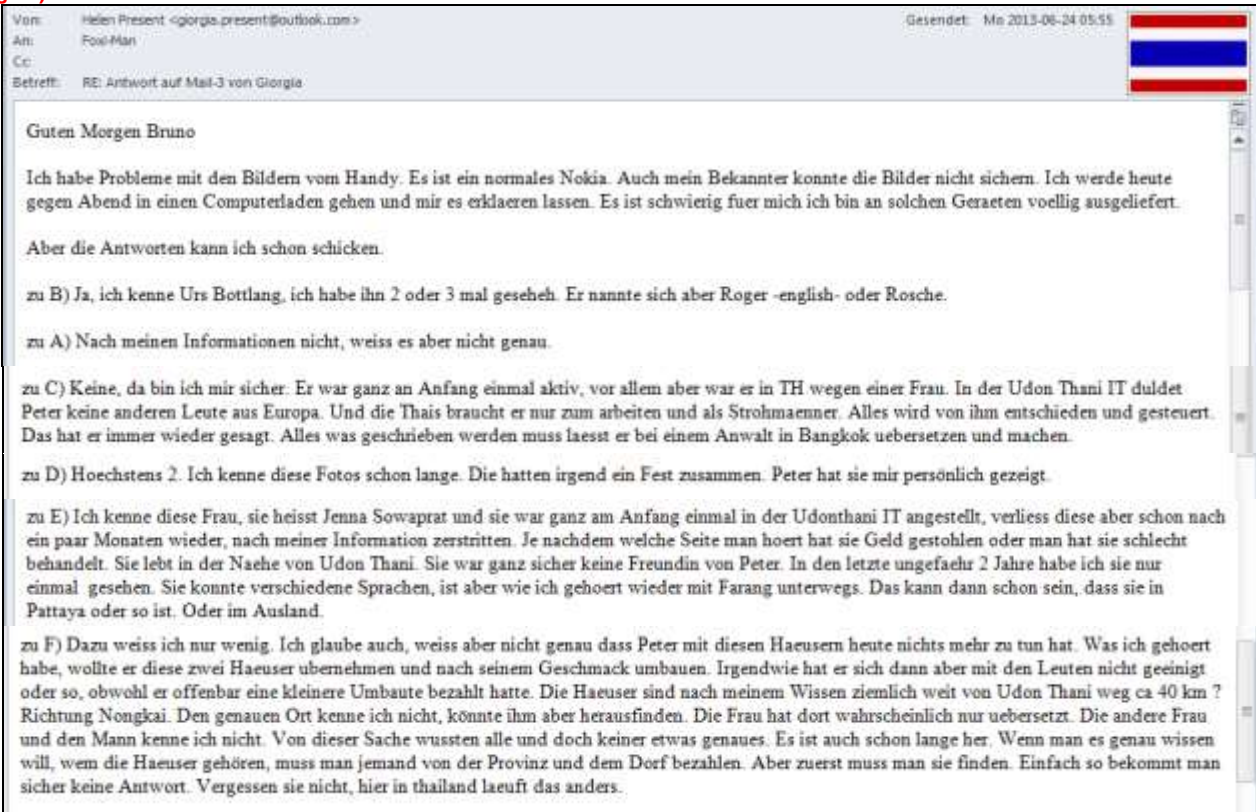 Von: Helen Present <giorgia.present@outlook.com> Gesendet: Mo 2013-06-24 05:55
An: Foxl-Man
Cc:
Betreff: RE: Antwort auf Mail-3 von Giorgia
Guten Morgen Bruno
Ich habe Probleme mit den Bildern vom Handy. Es ist ein normales Nokia. Auch mein Bekannter konnte die Bilder nicht sichern. Ich werde heute
gegen Abend in einen Computerladen gehen und mir es erklaeren lassen. Es ist schwierig fuer mich ich bin an solchen Geraeten voellig ausgeliefert.
Aber die Antworten kann ich schon schicken.
zu B) Ja, ich kenne Urs Bottlang, ich habe ihn 2 oder 3 mal geseheh. Er nannte sich aber Roger -english- oder Rosche.
zu A) Nach meinen Informationen nicht, weiss es aber nicht genau.
zu C) Keine, da bin ich mir sicher. Er war ganz an Anfang einmal aktiv, vor allem aber war er in TH wegen einer Frau. In der Udon Thani IT duldet
Peter keine anderen Leute aus Europa. Und die Thais braucht er nur zum arbeiten und als Strohmaenner. Alles wird von ihm entschieden und gesteuert.
Das hat er immer wieder gesagt. Alles was geschrieben werden muss laesst er bei einem Anwalt in Bangkok uebersetzen und machen.
zu D) Hoechstens 2. Ich kenne diese Fotos schon lange. Die hatten irgend ein Fest zusammen. Peter hat sie mir persönlich gezeigt.
zu E) Ich kenne diese Frau, sie heisst Jenna Sowaprat und sie war ganz am Anfang einmal in der Udonthani IT angestellt, verliess diese aber schon nach
ein paar Monaten wieder, nach meiner Information zerstritten. Je nachdem welche Seite man hoert hat sie Geld gestohlen oder man hat sie schlecht
behandelt. Sie lebt in der Naehe von Udon Thani. Sie war ganz sicher keine Freundin von Peter. In den letzte ungefaehr 2 Jahre habe ich sie nur
einmal gesehen. Sie konnte verschiedene Sprachen, ist aber wie ich gehoert wieder mit Farang unterwegs. Das kann dann schon sein, dass sie in
Pattaya oder so ist. Oder im Ausland.
zu F) Dazu weiss ich nur wenig. Ich glaube auch, weiss aber nicht genau dass Peter mit diesen Haeusern heute nichts mehr zu tun hat. Was ich gehoert
habe, wollte er diese zwei Haeuser ubernehmen und nach seinem Geschmack umbauen. Irgendwie hat er sich dann aber mit den Leuten nicht geeinigt
oder so, obwohl er offenbar eine kleinere Umbaute bezahlt hatte. Die Haeuser sind nach meinem Wissen ziemlich weit von Udon Thani weg ca 40 km ?
Richtung Nongkai. Den genauen Ort kenne ich nicht, könnte ihm aber herausfinden. Die Frau hat dort wahrscheinlich nur uebersetzt. Die andere Frau
und den Mann kenne ich nicht. Von dieser Sache wussten alle und doch keiner etwas genaues. Es ist auch schon lange her. Wenn man es genau wissen
will, wem die Haeuser gehören, muss man jemand von der Provinz und dem Dorf bezahlen. Aber zuerst muss man sie finden. Einfach so bekommt man
sicher keine Antwort. Vergessen sie nicht, hier in thailand laeuft das anders.